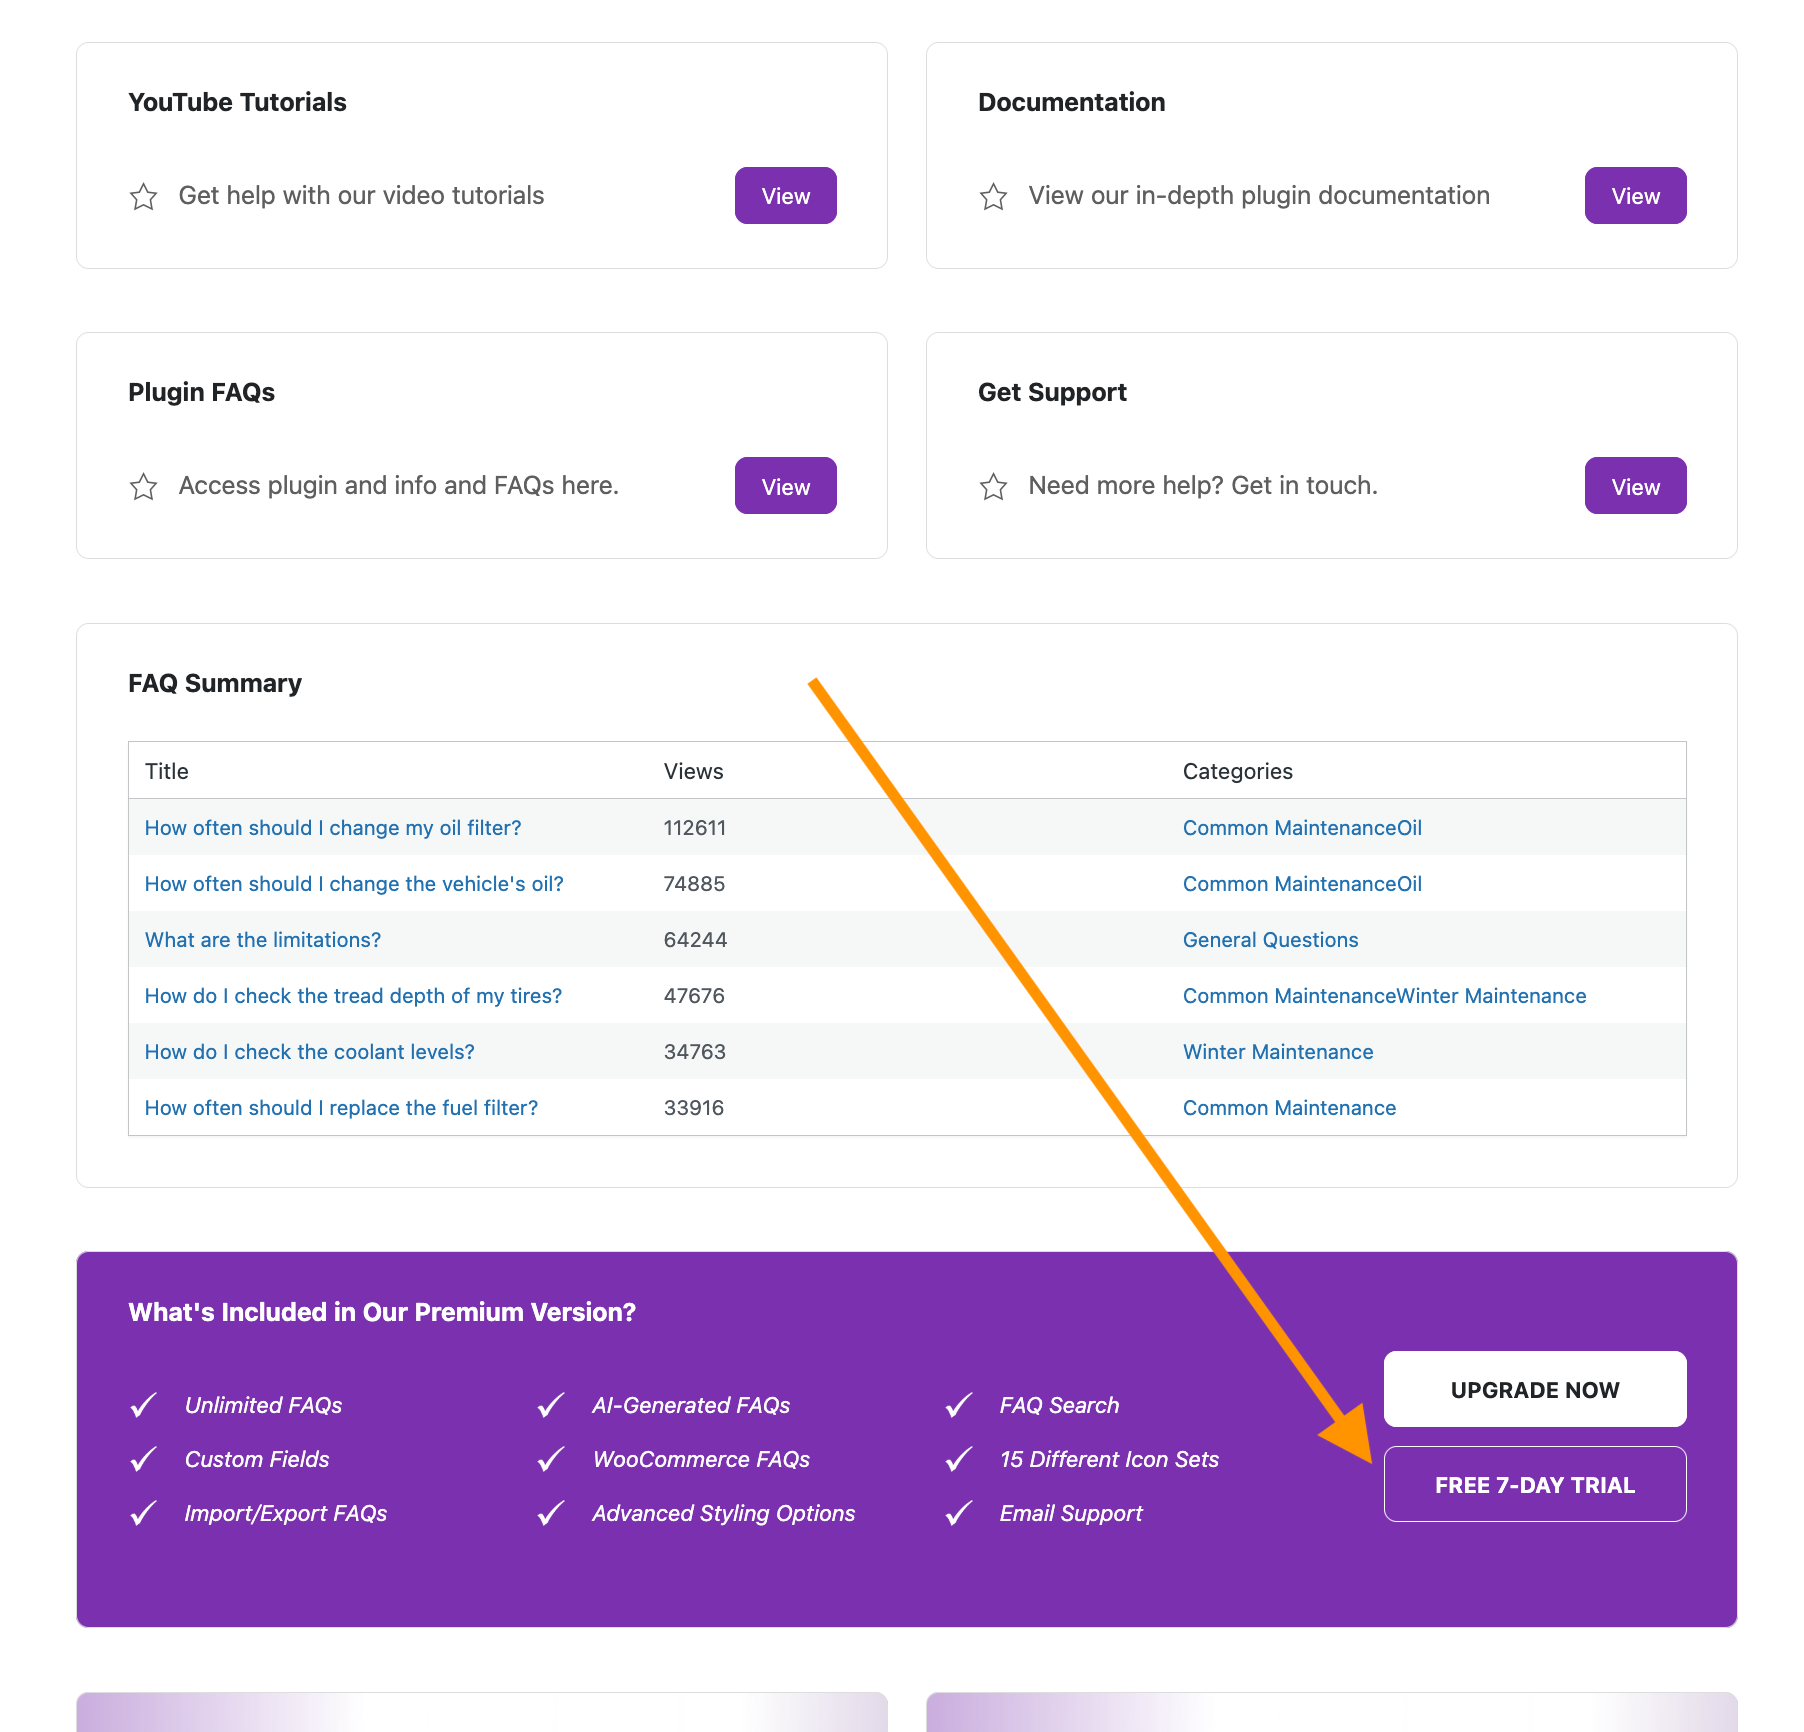 YouTube Tutorials
Get help with our video tutorials
View
Documentation
View our in-depth plugin documentation
View
Plugin FAQs
Access plugin and info and FAQs here.
View
Get Support
Need more help? Get in touch.
View
FAQ Summary
Title Views Categories
How often should I change my oil filter? 112611 Common MaintenanceOil
How often should I change the vehicle's oil? 74885 Common MaintenanceOil
What are the limitations? 64244 General Questions
How do I check the tread depth of my tires? 47676 Common MaintenanceWinter Maintenance
How do I check the coolant levels? 34763 Winter Maintenance
How often should I replace the fuel filter? 33916 Common Maintenance
What's Included in Our Premium Version?
Unlimited FAQs AI-Generated FAQs FAQ Search
Custom Fields WooCommerce FAQs 15 Different Icon Sets
Import/Export FAQs Advanced Styling Options Email Support
UPGRADE NOW
FREE 7-DAY TRIAL